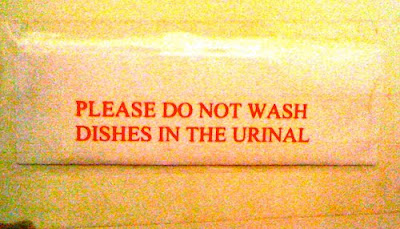 PLEASE DO NOT WASH
DISHES IN THE URINAL